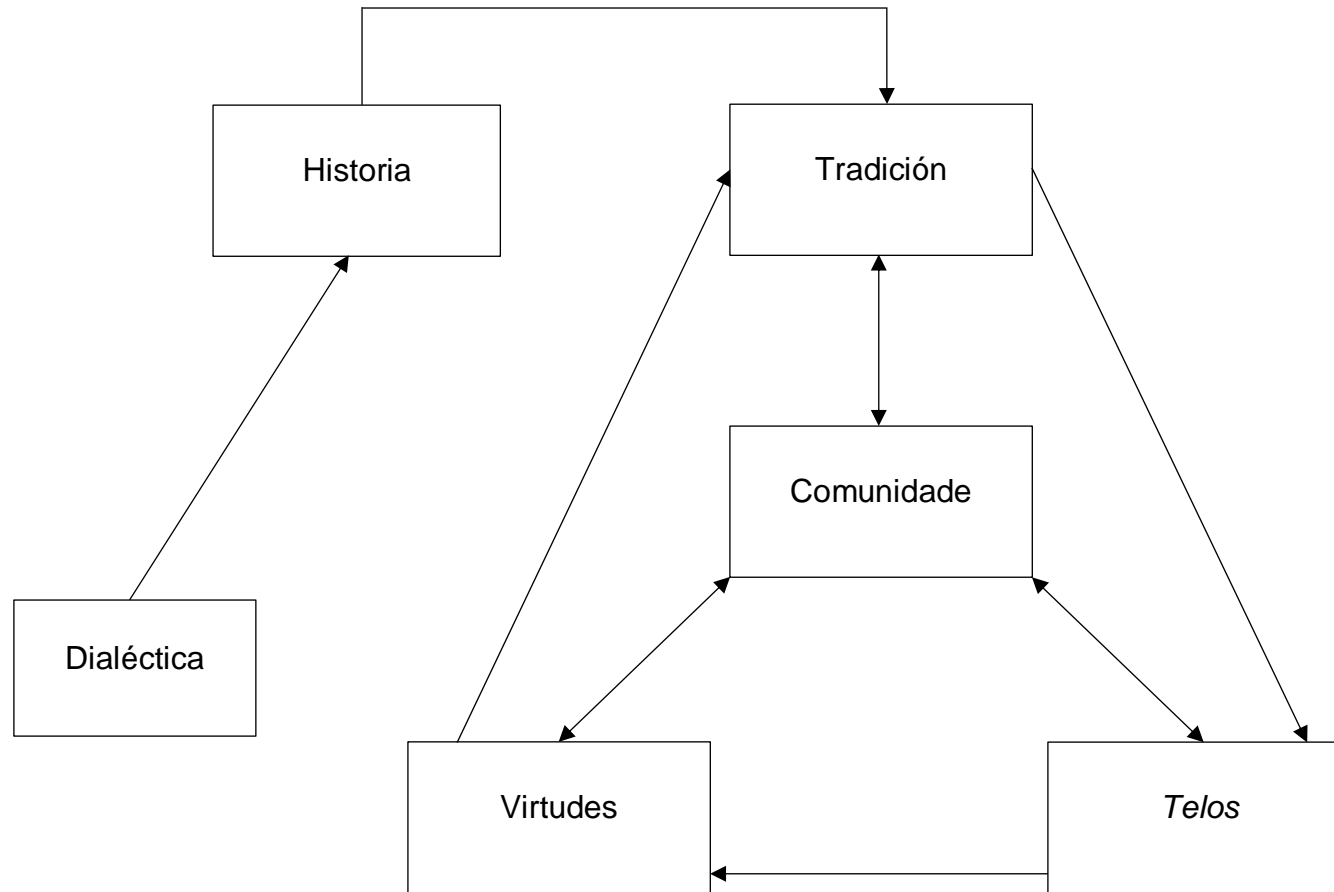 Historia
Tradición
Comunidade
Dialéctica
Virtudes
Telos